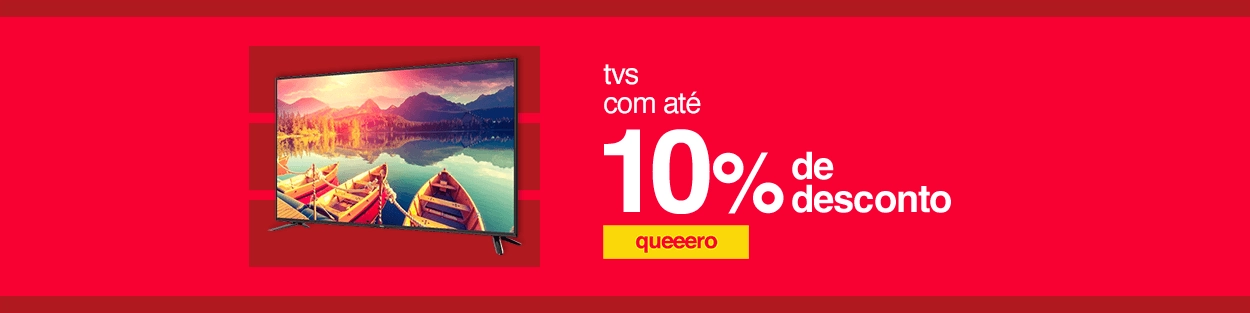 tvs
com até
10% de
desconto
queeero